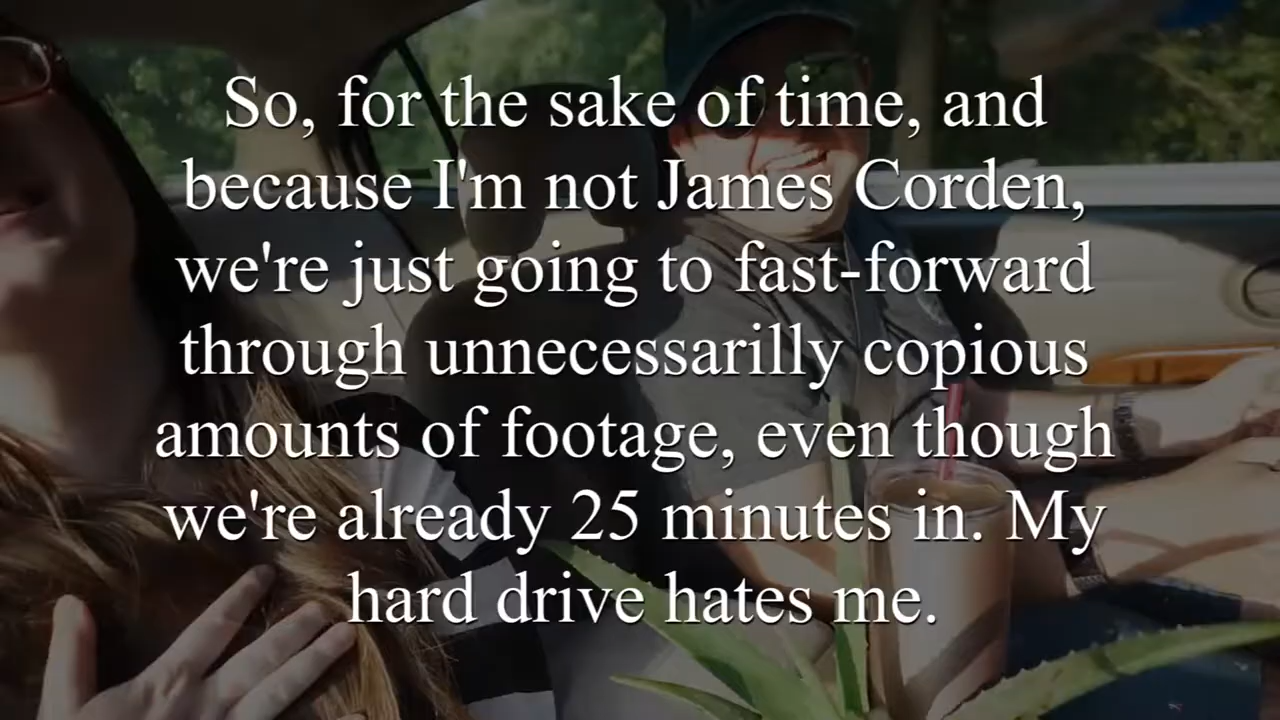 So, for the sake of time, and
because I'm not James Corden,
we're just going to fast-forward
through unnecessarilly copious
amounts of footage, even though
we're already 25 minutes in. My
hard drive hates me.